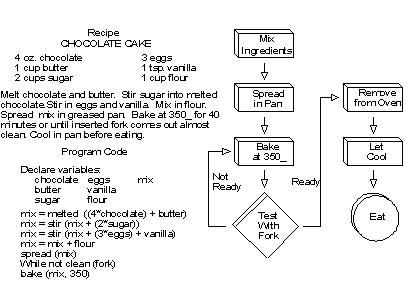 Recipe
CHOCOLATE CAKE
4 oz. chocolate 3 eggs
1 cup butter 1 tsp. vanilla
2 cups sugar 1 cup flour
Melt chocolate and butter. Stir sugar into melted
chocolate.Stir in eggs and vanilla. Mix in flour.
Spread mix in greased pan. Bake at 350_ for 40
minutes or until inserted fork comes out almost
clean. Cool in pan before eating.
Program Code
Declare variables:
chocolate eggs mix
butter vanilla
sugar flour
mix = melted ((4*chocolate) + butter)
mix = stir (mix + (2*sugar))
mix = stir (mix + (3*eggs) + vanilla)
mix = mix + flour
spread (mix)
While not clean (fork)
bake (mix, 350)
Mix
Ingredients
Spread
in Pan
Bake
at 350_
Not
Ready
Ready
Test
With
Fork
Remove
from Oven
Let
Cool
Eat